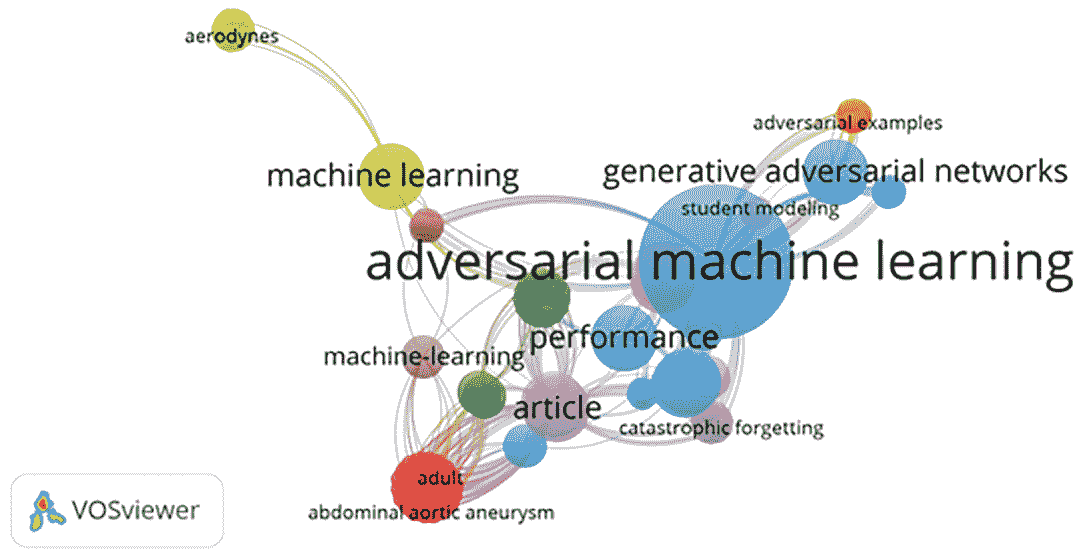 aerodynes
adversarial examples
machine learning
generative adversarial networks
student modeling
adversarial machine learning
performance
machine-learning
article
catastrophic forgetting
adult
abdominal aortic aneurysm
VOSviewer